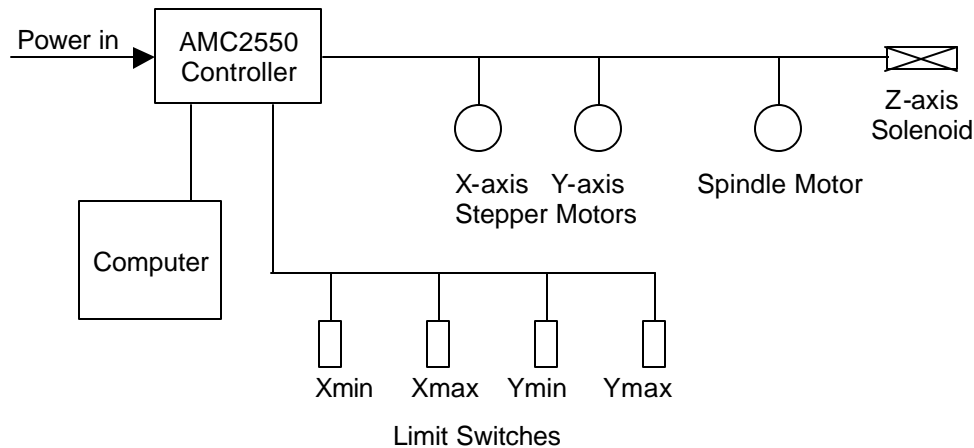 Power in
AMC2550
Controller
Z-axis
Solenoid
X-axis Y-axis
Stepper Motors
Spindle Motor
Computer
Xmin Xmax Ymin Ymax
Limit Switches